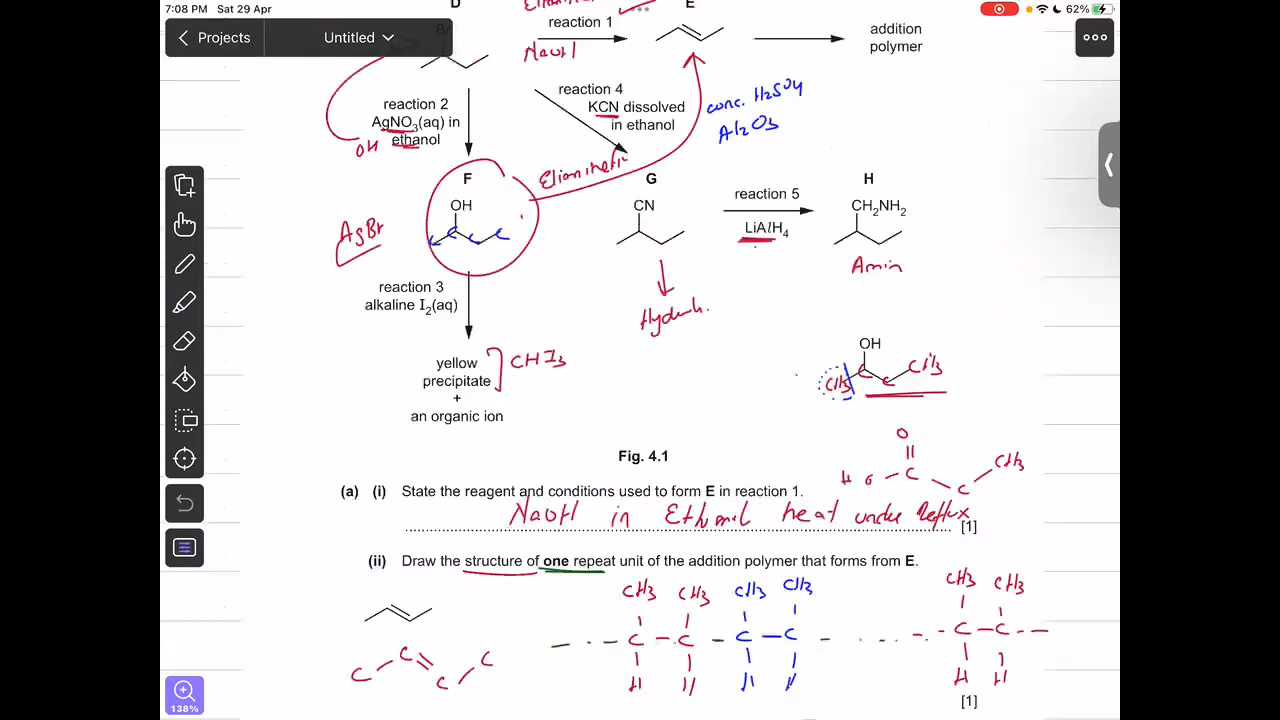 7:08 PM Sat 29 Apr
62%
Projects
Untitled
D
E
reaction 1
NaOH
addition
polymer
reaction 4
KCN dissolved
in ethanol
conc. H2SO4
Al2O3
reaction 2
AgNO3(aq) in
ethanol
OH
F
G
H
OH
CN
reaction 5
LiAlH4
CH2NH2
Amin
AgBr
reaction 3
alkaline I2(aq)
yellow
precipitate
+
an organic ion
CHI3
OH
CH3
C
C
CH3
Fig. 4.1
O
H O C C CH3
(a) (i) State the reagent and conditions used to form E in reaction 1.
NaOH in Ethanol heat under Reflux
[1]
(ii) Draw the structure of one repeat unit of the addition polymer that forms from E.
CH3 CH3 CH3 CH3 CH3 CH3
C C C C C C C C C C
H H H H H H
[1]
138%